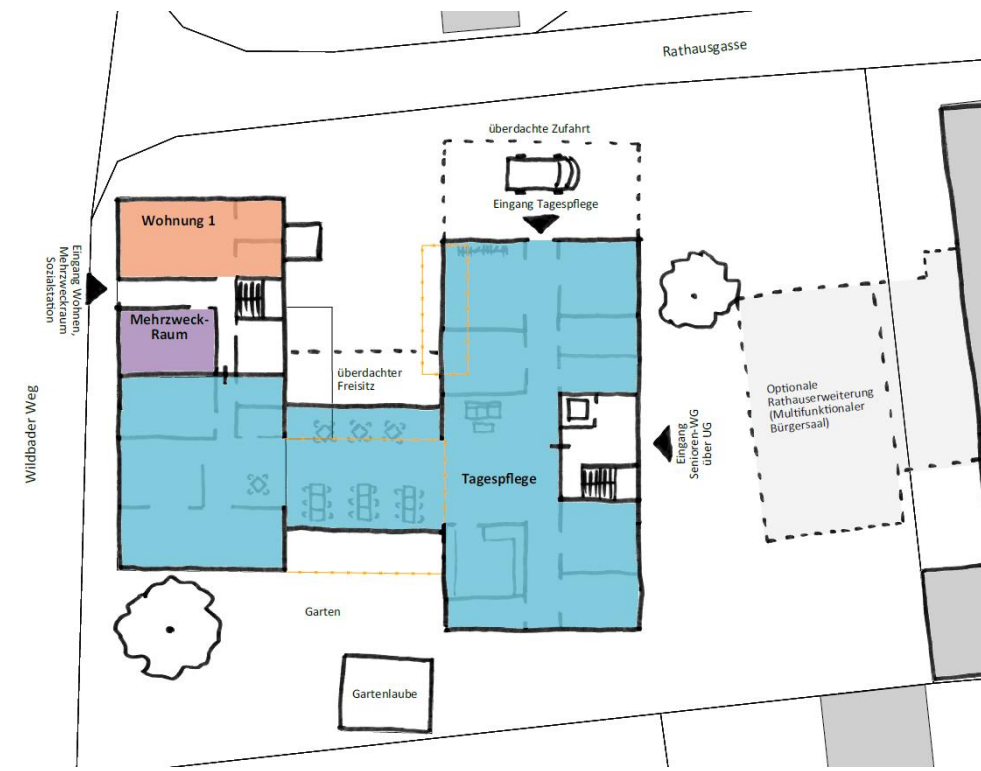 Rathausgasse
überdachte Zufahrt
Eingang Tagespflege
Wohnung 1
Eingang Wohnen,
Mehrzweckraum
Sozialstation
Mehrzweck-
Raum
überdachter
Freisitz
Optionale
Rathauserweiterung
(Multifunktionaler
Bürgersaal)
Wildbader Weg
Eingang
Senioren-WG
über UG
Tagespflege
Garten
Gartenlaube